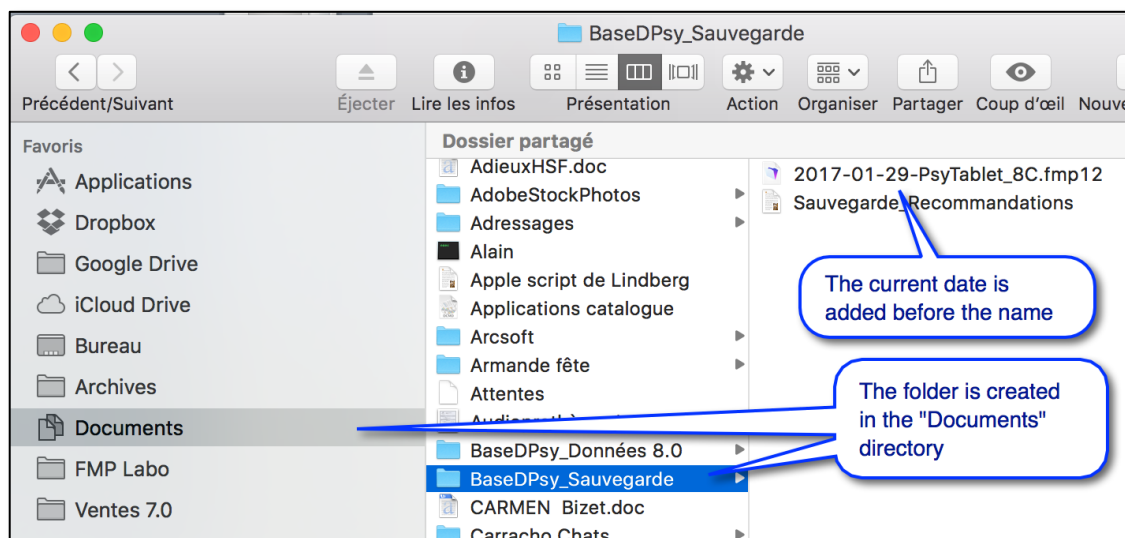 BaseDPsy_Sauvegarde
Précédent/Suivant
Éjecter
Lire les infos
Présentation
Action
Organiser
Partager
Coup d'œil
Favoris
Applications
Dropbox
Google Drive
iCloud Drive
Bureau
Archives
Documents
FMP Labo
Ventes 7.0
Dossier partagé
AdieuxHSF.doc
AdobeStockPhotos
Adressages
Alain
Apple script de Lindberg
Applications catalogue
Arcsoft
Armande fête
Attentes
BaseDPsy_Données 8.0
BaseDPsy_Sauvegarde
CARMEN Bizet.doc
Carracho Chats
2017-01-29-PsyTablet_8C.fmp12
Sauvegarde_Recommandations
The current date is
added before the name
The folder is created
in the "Documents"
directory